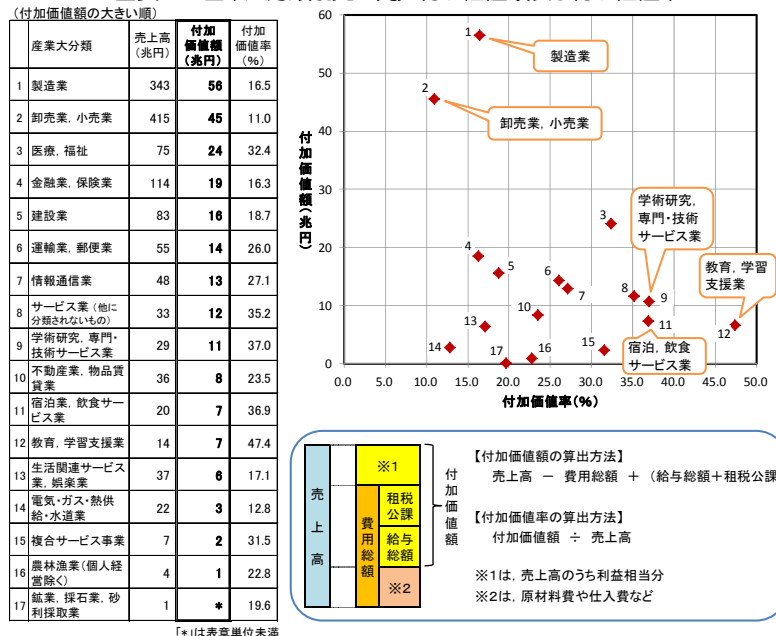 (付加価値額の大きい順)
産業大分類 売上高(兆円) 付加価値額(兆円) 付加価値率(%)
1 製造業 343 56 16.5
2 卸売業, 小売業 415 45 11.0
3 医療, 福祉 75 24 32.4
4 金融業, 保険業 114 19 16.3
5 建設業 83 16 18.7
6 運輸業, 郵便業 55 14 26.0
7 情報通信業 48 13 27.1
8 サービス業 (他に分類されないもの) 33 12 35.2
9 学術研究, 専門・技術サービス業 29 11 37.0
10 不動産業, 物品賃貸業 36 8 23.5
11 宿泊業, 飲食サービス業 20 7 36.9
12 教育, 学習支援業 14 7 47.4
13 生活関連サービス業, 娯楽業 37 6 17.1
14 電気・ガス・熱供給・水道業 22 3 12.8
15 複合サービス事業 7 2 31.5
16 農林漁業(個人経営除く) 4 1 22.8
17 鉱業, 採石業, 砂利採取業 1 * 19.6
「*」は表章単位未満
付加価値額(兆円)
60
50
40
30
20
10
0
0.0 5.0 10.0 15.0 20.0 25.0 30.0 35.0 40.0 45.0 50.0
付加価値率(%)
1
製造業
2
卸売業, 小売業
3
学術研究,
専門・技術
サービス業
4
5
6
7
8
9
教育, 学習
支援業
10
11
12
13
14
15
16
17
宿泊, 飲食
サービス業
売上高
※1
費用総額
租税
公課
給与
総額
※2
付加価値額
【付加価値額の算出方法】
売上高 － 費用総額 ＋ (給与総額＋租税公課
【付加価値率の算出方法】
付加価値額 ÷ 売上高
※1は, 売上高のうち利益相当分
※2は, 原材料費や仕入費など